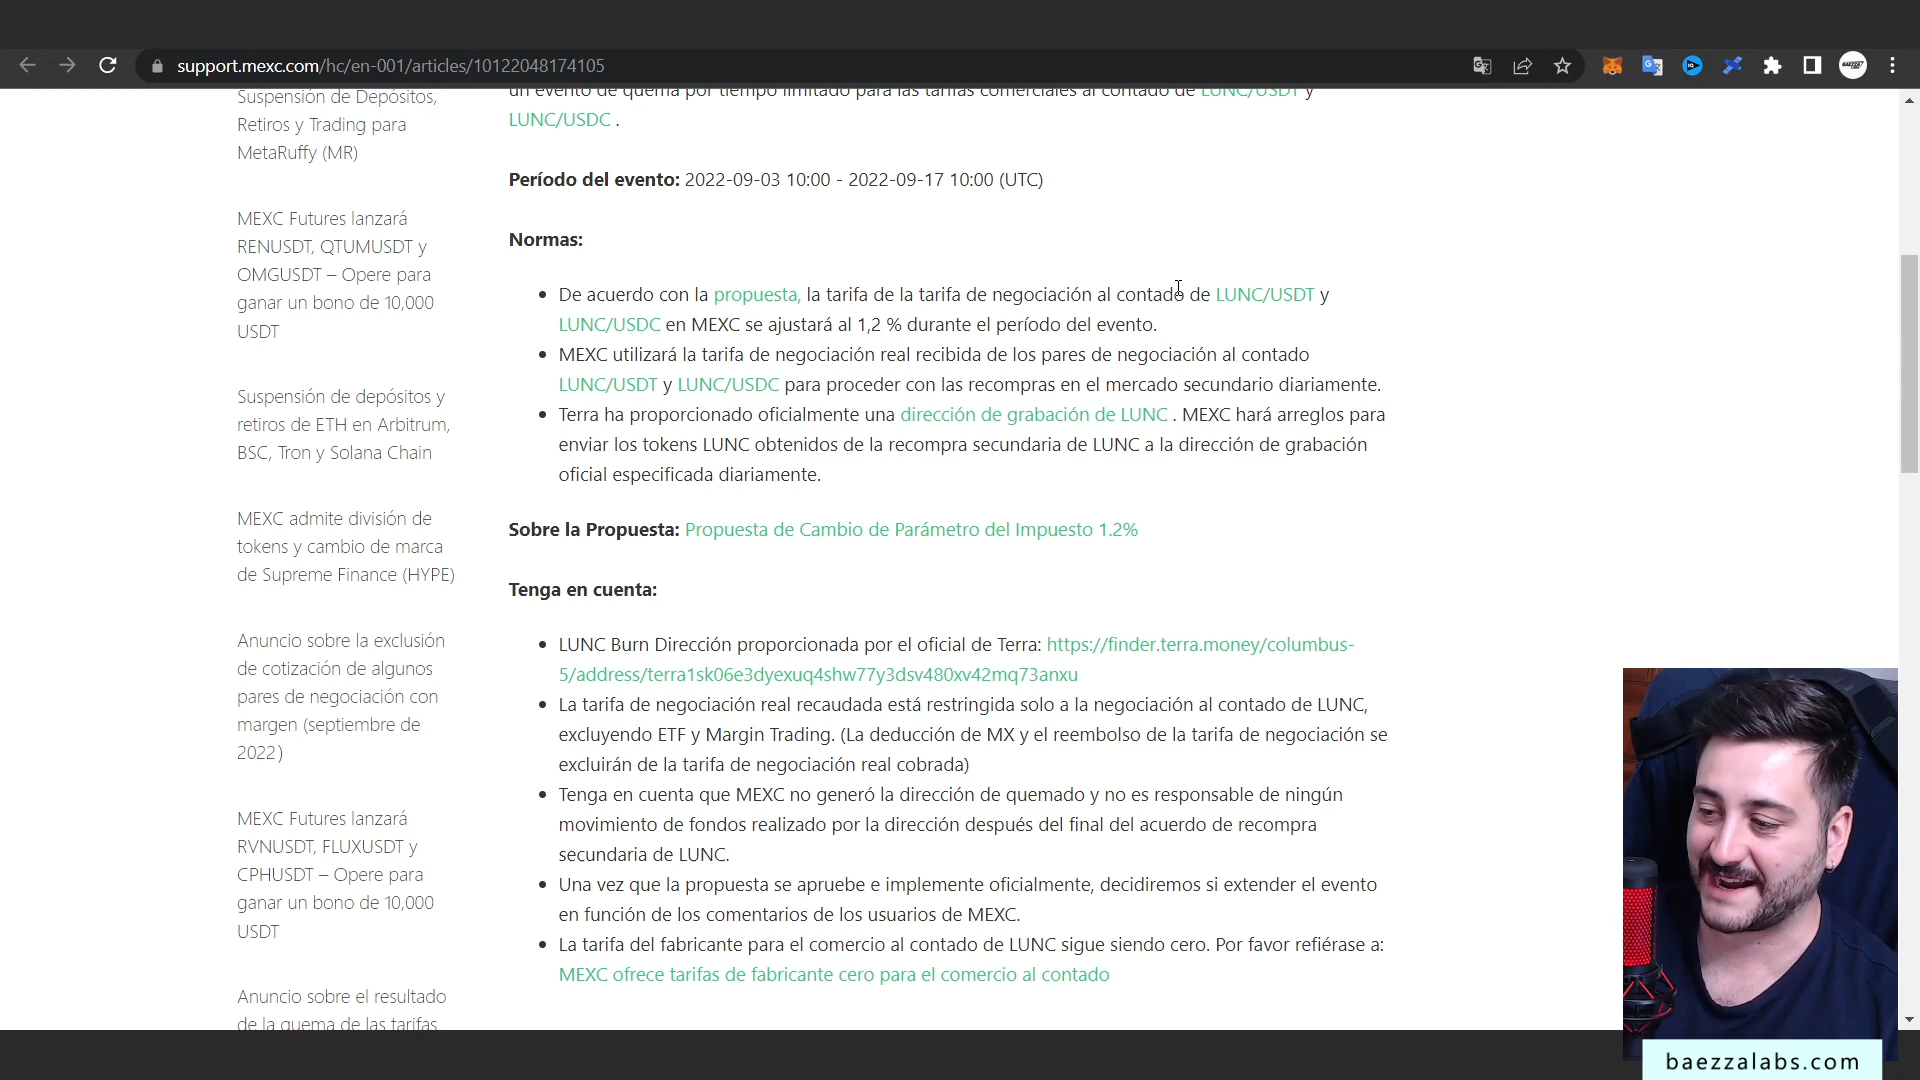 support.mexc.com/hc/en-001/articles/10122048174105
Suspensión de Depósitos,
Retiros y Trading para
MetaRuffy (MR)
MEXC Futures lanzará
RENUSDT, QTUMUSDT y
OMGUSDT – Opere para
ganar un bono de 10,000
USDT
Suspensión de depósitos y
retiros de ETH en Arbitrum,
BSC, Tron y Solana Chain
MEXC admite división de
tokens y cambio de marca
de Supreme Finance (HYPE)
Anuncio sobre la exclusión
de cotización de algunos
pares de negociación con
margen (septiembre de
2022)
MEXC Futures lanzará
RVNUSDT, FLUXUSDT y
CPHUSDT – Opere para
ganar un bono de 10,000
USDT
Anuncio sobre el resultado
de la quema de las tarifas
un evento de quema por tiempo limitado para las tarifas comerciales al contado de LUNC/USDT y
LUNC/USDC .
Período del evento: 2022-09-03 10:00 - 2022-09-17 10:00 (UTC)
Normas:
• De acuerdo con la propuesta, la tarifa de la tarifa de negociación al contado de LUNC/USDT y
LUNC/USDC en MEXC se ajustará al 1,2 % durante el período del evento.
• MEXC utilizará la tarifa de negociación real recibida de los pares de negociación al contado
LUNC/USDT y LUNC/USDC para proceder con las recompras en el mercado secundario diariamente.
• Terra ha proporcionado oficialmente una dirección de grabación de LUNC . MEXC hará arreglos para
enviar los tokens LUNC obtenidos de la recompra secundaria de LUNC a la dirección de grabación
oficial especificada diariamente.
Sobre la Propuesta: Propuesta de Cambio de Parámetro del Impuesto 1.2%
Tenga en cuenta:
• LUNC Burn Dirección proporcionada por el oficial de Terra: https://finder.terra.money/columbus-
5/address/terra1sk06e3dyexuq4shw77y3dsv480xv42mq73anxu
• La tarifa de negociación real recaudada está restringida solo a la negociación al contado de LUNC,
excluyendo ETF y Margin Trading. (La deducción de MX y el reembolso de la tarifa de negociación se
excluirán de la tarifa de negociación real cobrada)
• Tenga en cuenta que MEXC no generó la dirección de quemado y no es responsable de ningún
movimiento de fondos realizado por la dirección después del final del acuerdo de recompra
secundaria de LUNC.
• Una vez que la propuesta se apruebe e implemente oficialmente, decidiremos si extender el evento
en función de los comentarios de los usuarios de MEXC.
• La tarifa del fabricante para el comercio al contado de LUNC sigue siendo cero. Por favor refiérase a:
MEXC ofrece tarifas de fabricante cero para el comercio al contado
baezzalabs.com